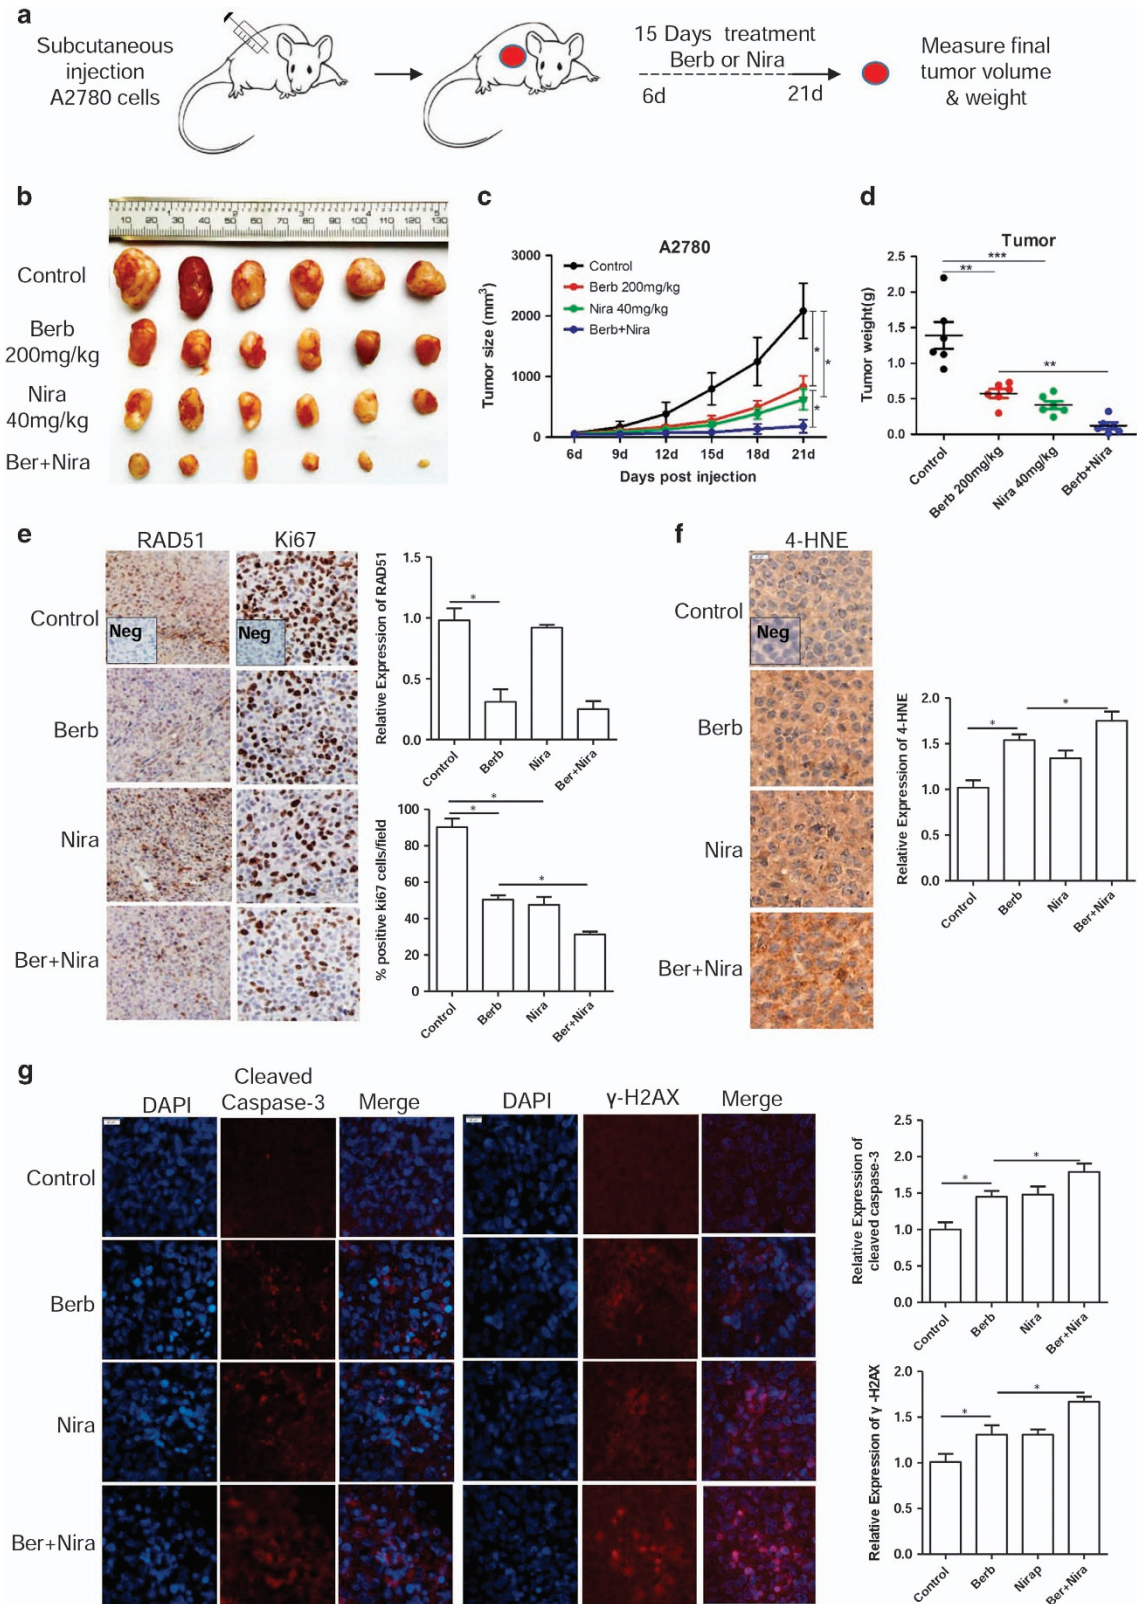 a
Subcutaneous
injection
A2780 cells
15 Days treatment
Berb or Nira
6d
21d
Measure final
tumor volume
& weight
b
Control
Berb
200mg/kg
Nira
40mg/kg
Ber+Nira
c
A2780
Tumor size (mm³)
3000
2000
1000
0
Control
Berb 200mg/kg
Nira 40mg/kg
Berb+Nira
*
*
*
6d 9d 12d 15d 18d 21d
Days post injection
d
Tumor
Tumor weight(g)
2.5
2.0
1.5
1.0
0.5
0.0
***
**
**
Control
Berb 200mg/kg
Nira 40mg/kg
Berb+Nira
e
RAD51 Ki67
Control
Neg
Neg
Berb
Nira
Ber+Nira
Relative Expression of RAD51
1.5
1.0
0.5
0.0
*
Control Berb Nira Ber+Nira
% positive ki67 cells/field
100
80
60
40
20
0
*
*
*
Control Berb Nira Ber+Nira
f
4-HNE
Control
Neg
Berb
Nira
Ber+Nira
Relative Expression of 4-HNE
2.0
1.5
1.0
0.5
0.0
*
*
Control Berb Nira Ber+Nira
g
DAPI
Cleaved
Caspase-3
Merge
DAPI
γ-H2AX
Merge
Control
Berb
Nira
Ber+Nira
Relative Expression of
cleaved caspase-3
2.5
2.0
1.5
1.0
0.5
0.0
*
*
Control Berb Nira Ber+Nira
Relative Expression of γ -H2AX
2.0
1.5
1.0
0.5
0.0
*
*
Control Berb Nirap Ber+Nira